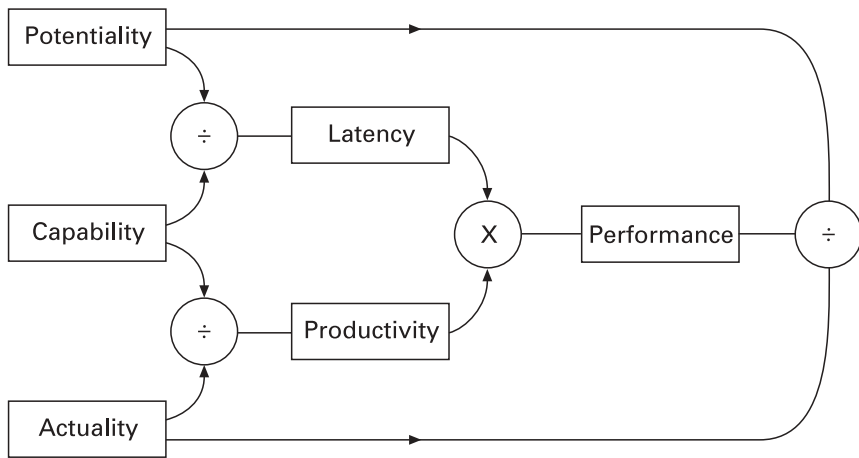 Potentiality
÷
Latency
Capability
X
Performance
÷
÷
Productivity
Actuality